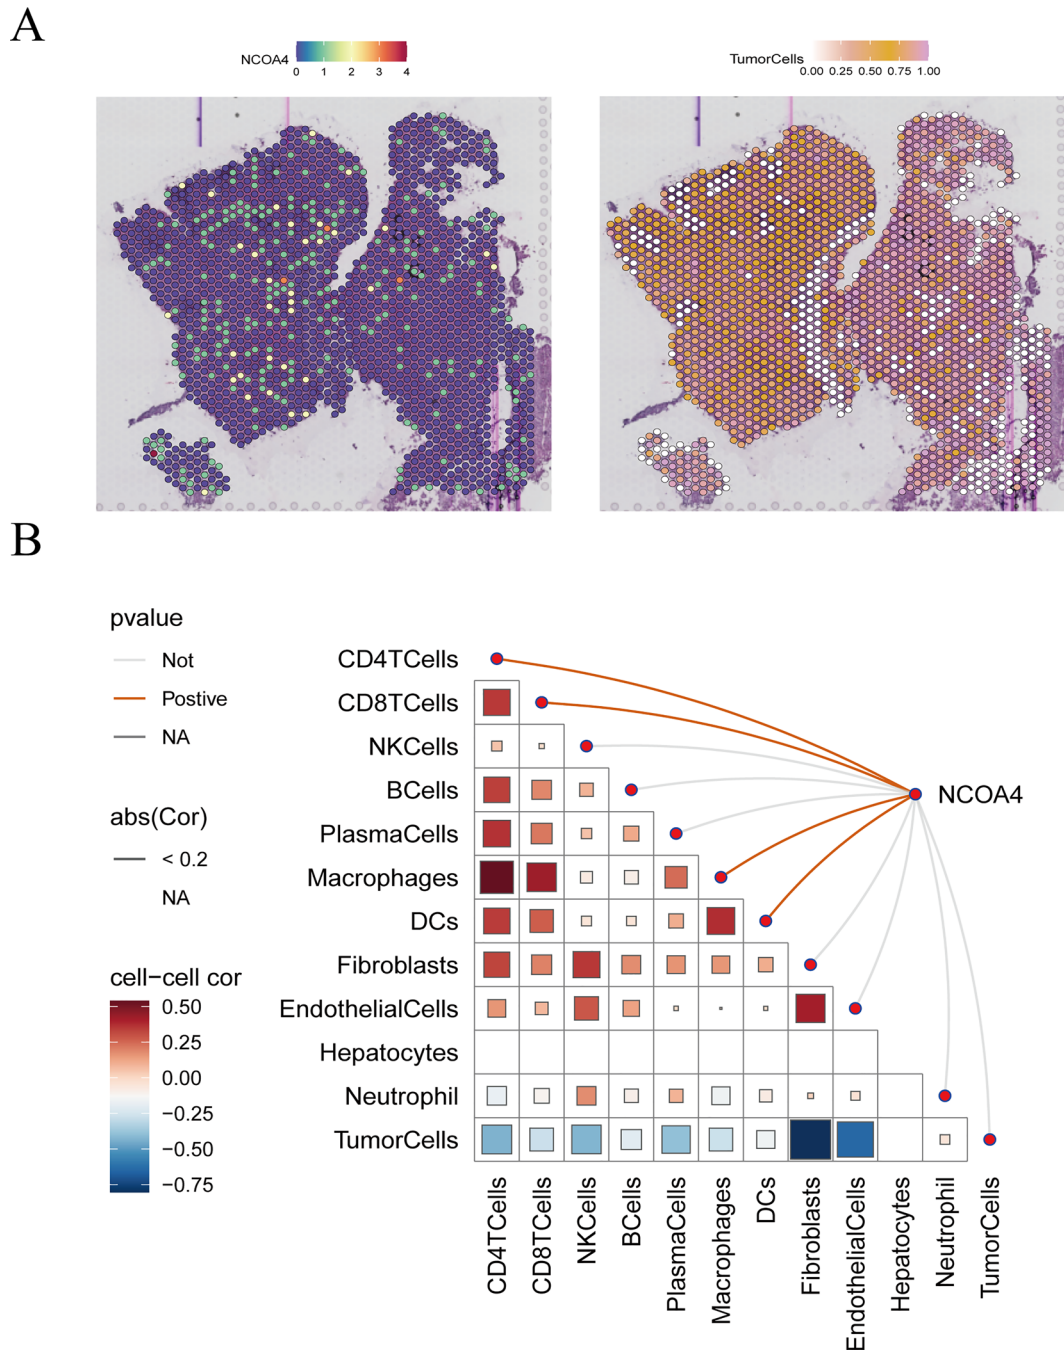 A
NCOA4
0 1 2 3 4
TumorCells
0.00 0.25 0.50 0.75 1.00
B
pvalue
Not
Postive
NA
abs(Cor)
< 0.2
NA
cell−cell cor
0.50
0.25
0.00
−0.25
−0.50
−0.75
CD4TCells
CD8TCells
NKCells
BCells
PlasmaCells
Macrophages
DCs
Fibroblasts
EndothelialCells
Hepatocytes
Neutrophil
TumorCells
NCOA4
CD4TCells
CD8TCells
NKCells
BCells
PlasmaCells
Macrophages
DCs
Fibroblasts
EndothelialCells
Hepatocytes
Neutrophil
TumorCells